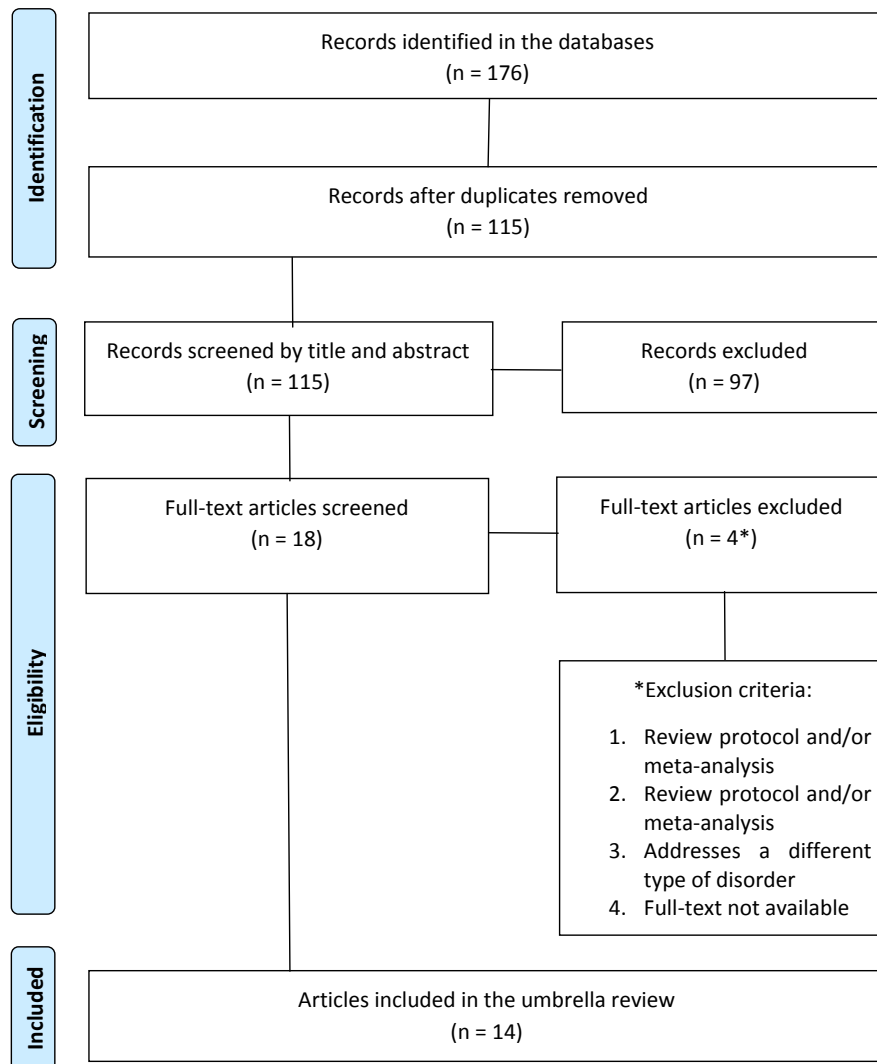 Identification
Records identified in the databases
(n = 176)
Records after duplicates removed
(n = 115)
Screening
Records screened by title and abstract
(n = 115)
Records excluded
(n = 97)
Eligibility
Full-text articles screened
(n = 18)
Full-text articles excluded
(n = 4*)
*Exclusion criteria:
1. Review protocol and/or
meta-analysis
2. Review protocol and/or
meta-analysis
3. Addresses a different
type of disorder
4. Full-text not available
Included
Articles included in the umbrella review
(n = 14)